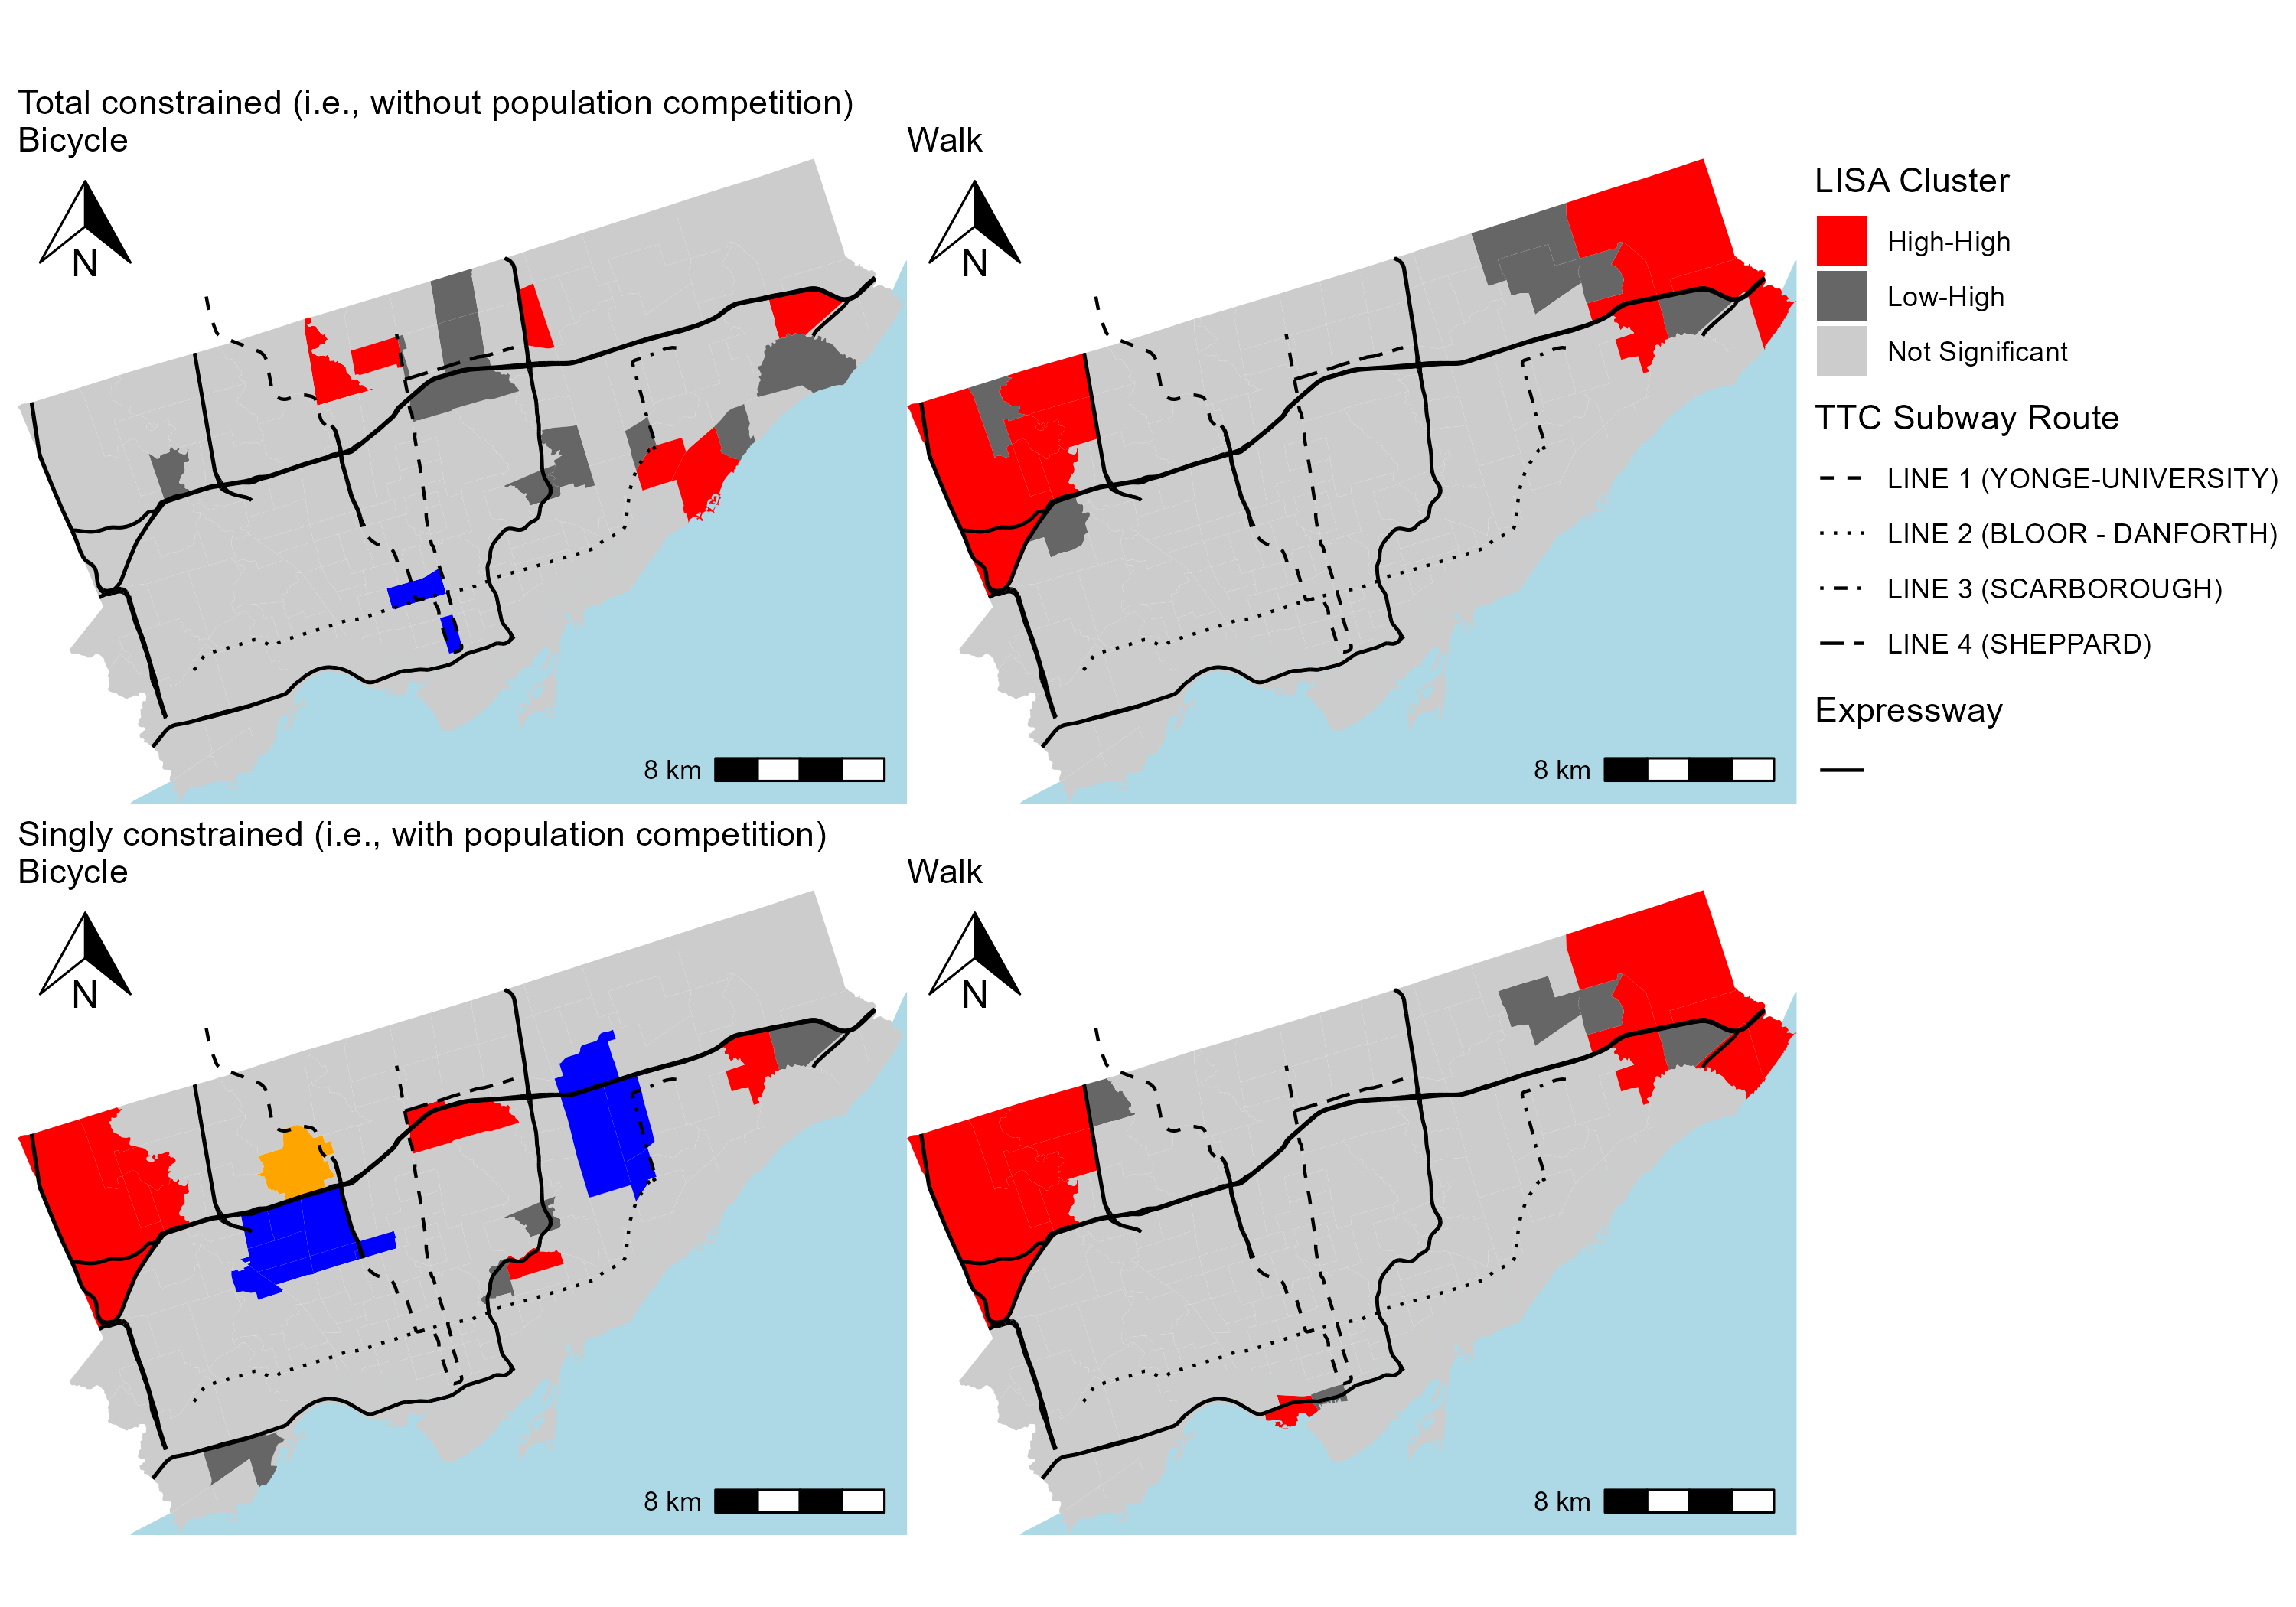 Total constrained (i.e., without population competition)
Bicycle
Walk
N
N
8 km
8 km
LISA Cluster
High-High
Low-High
Not Significant
TTC Subway Route
LINE 1 (YONGE-UNIVERSITY)
LINE 2 (BLOOR - DANFORTH)
LINE 3 (SCARBOROUGH)
LINE 4 (SHEPPARD)
Expressway
Singly constrained (i.e., with population competition)
Bicycle
Walk
N
N
8 km
8 km